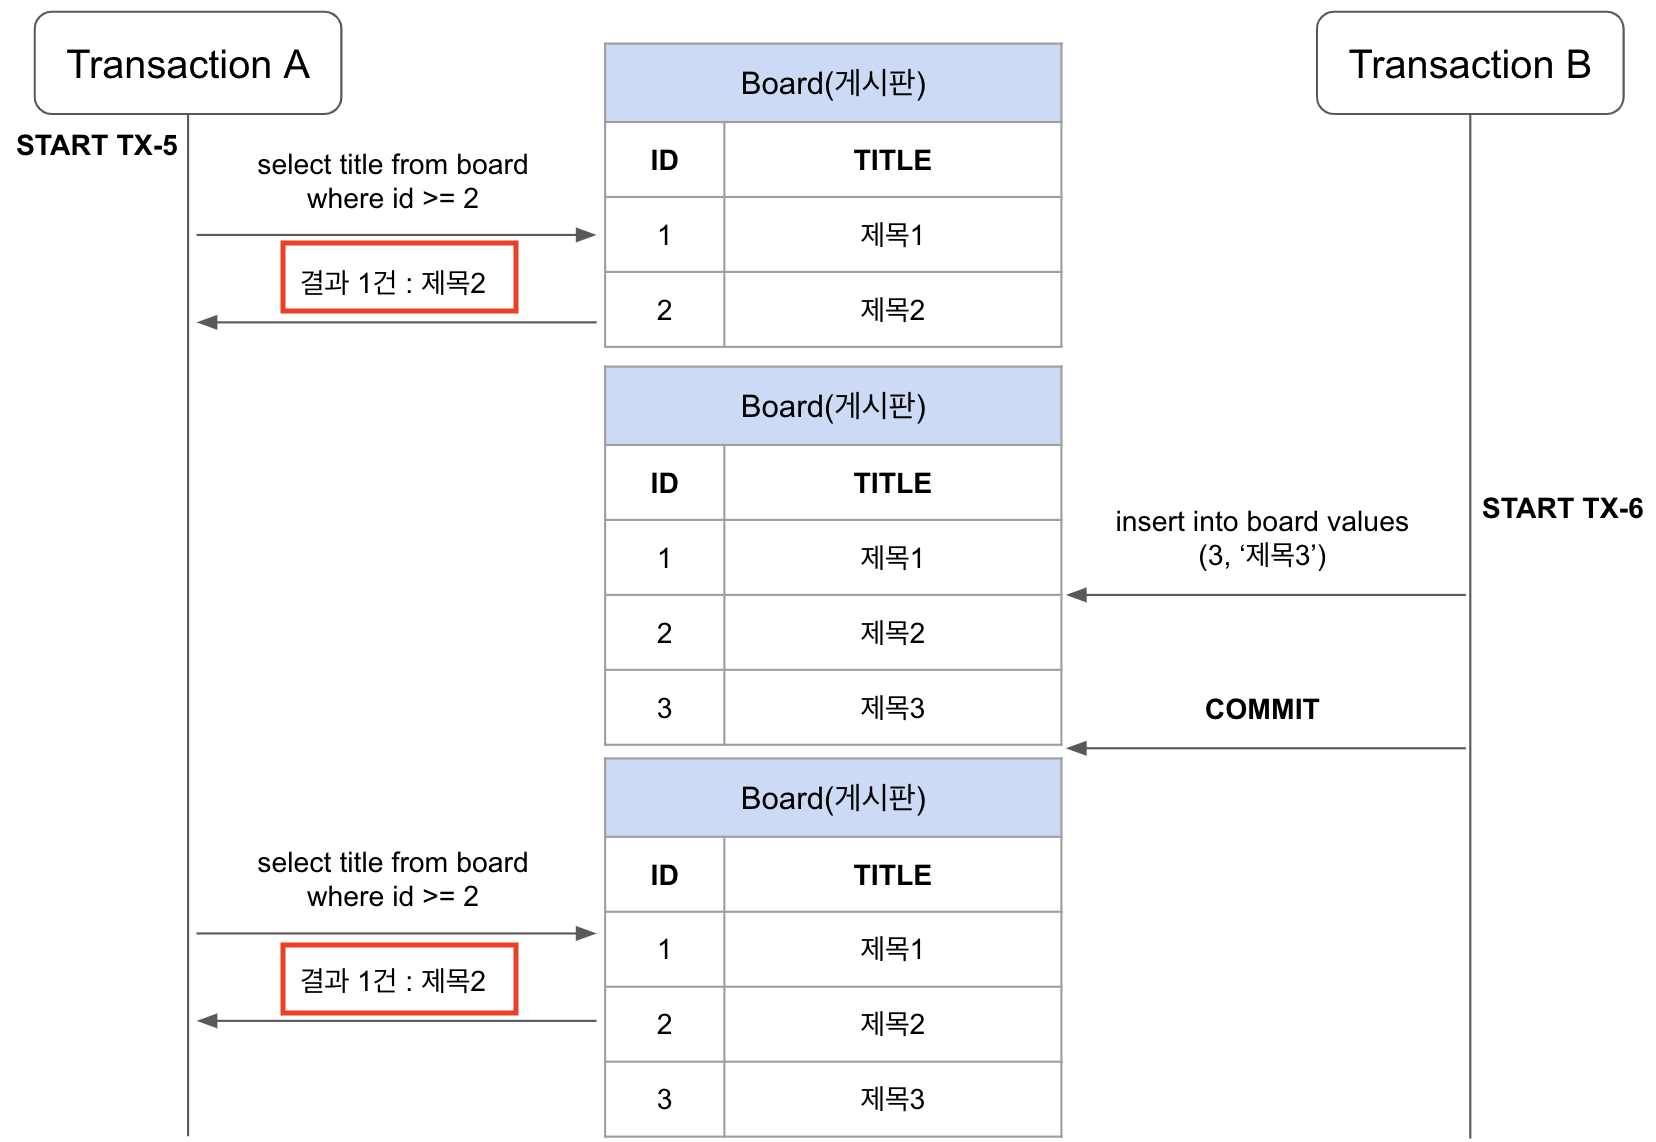 Transaction A
Transaction B
START TX-5
select title from board
where id >= 2
결과 1건 : 제목2
Board(게시판)
ID TITLE
1 제목1
2 제목2
Board(게시판)
ID TITLE
1 제목1
2 제목2
3 제목3
START TX-6
insert into board values
(3, ‘제목3’)
COMMIT
select title from board
where id >= 2
결과 1건 : 제목2
Board(게시판)
ID TITLE
1 제목1
2 제목2
3 제목3